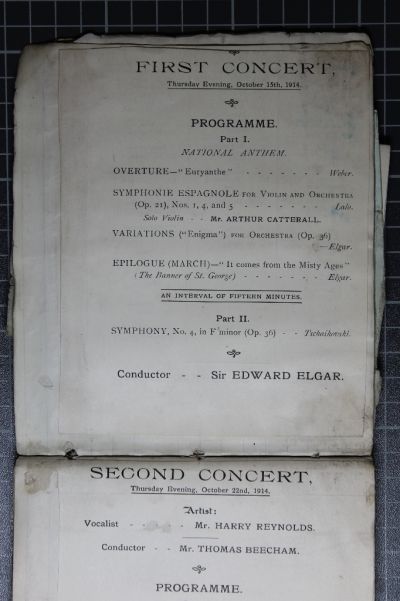 FIRST CONCERT,
Thursday Evening, October 15th, 1914.
PROGRAMME.
Part I.
NATIONAL ANTHEM.
OVERTURE—"Euryanthe" - - - - - - - Weber.
SYMPHONIE ESPAGNOLE FOR VIOLIN AND ORCHESTRA
(Op. 21), Nos. 1, 4, and 5 - - - - - - - Lalo.
Solo Violin - - Mr. ARTHUR CATTERALL.
VARIATIONS ("Enigma") FOR ORCHESTRA (Op. 36)
—Elgar.
EPILOGUE (MARCH)—"It comes from the Misty Ages"
(The Banner of St. George) - - - - - - - Elgar.
AN INTERVAL OF FIFTEEN MINUTES.
Part II.
SYMPHONY, No. 4, in F minor (Op. 36) - - Tschaikovski.
Conductor - - Sir EDWARD ELGAR.
SECOND CONCERT,
Thursday Evening, October 22nd, 1914.
Artist:
Vocalist - - - Mr. HARRY REYNOLDS.
Conductor - - Mr. THOMAS BEECHAM.
PROGRAMME.